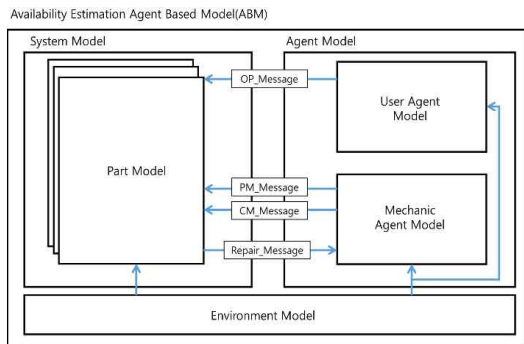 Availability Estimation Agent Based Model(ABM)
System Model
Agent Model
OP_Message
User Agent
Model
Part Model
PM_Message
CM_Message
Mechanic
Agent Model
Repair_Message
Environment Model